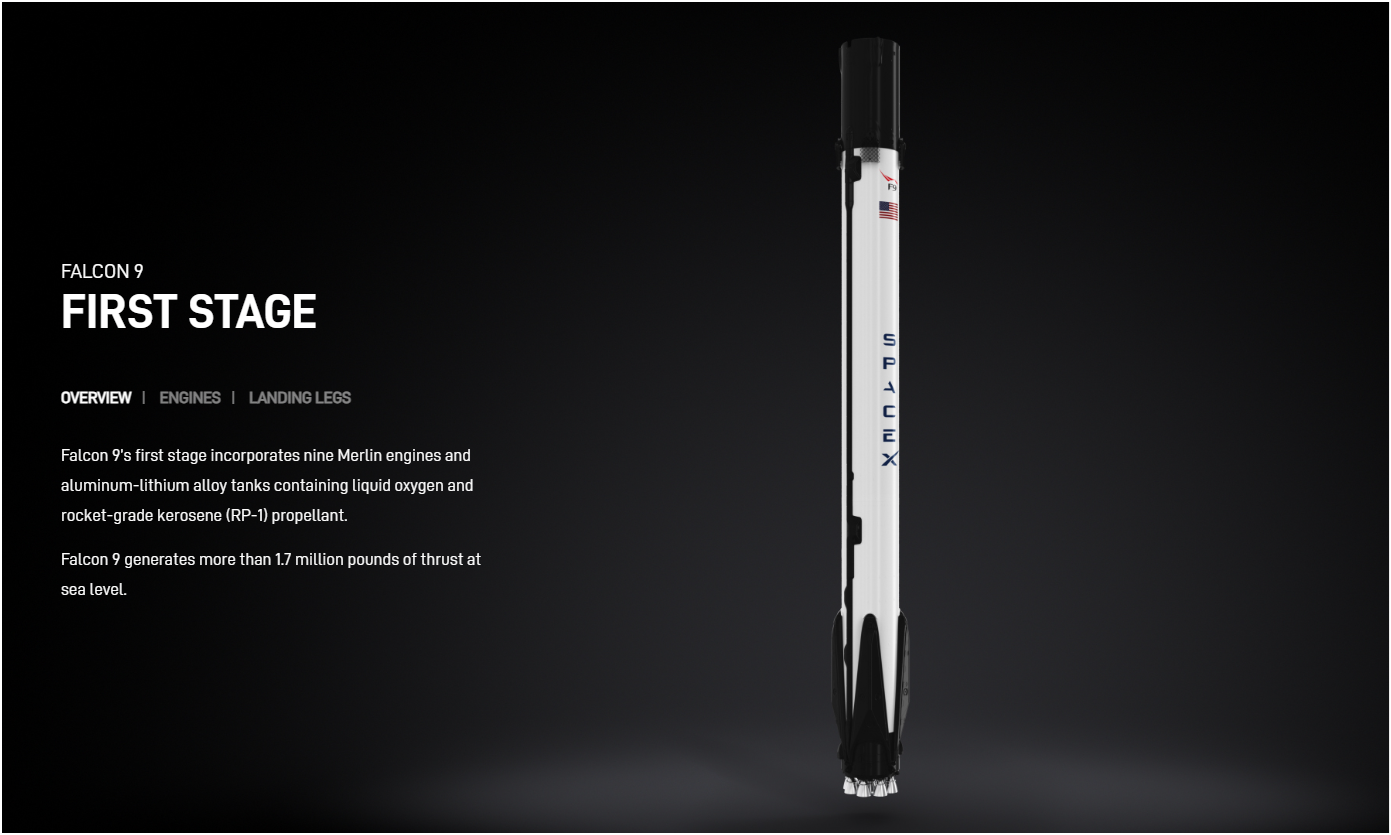 FALCON 9
FIRST STAGE
OVERVIEW | ENGINES | LANDING LEGS
Falcon 9's first stage incorporates nine Merlin engines and
aluminum-lithium alloy tanks containing liquid oxygen and
rocket-grade kerosene (RP-1) propellant.
Falcon 9 generates more than 1.7 million pounds of thrust at
sea level.
F9
SPACEX